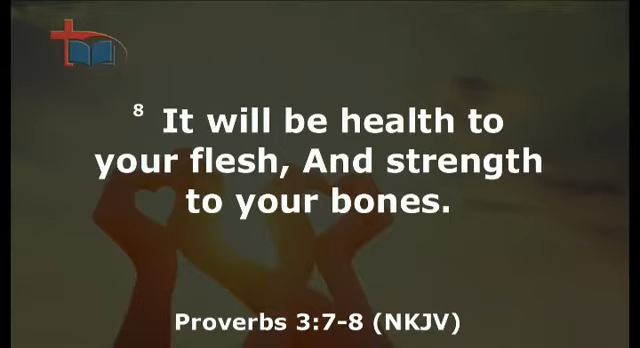 8 It will be health to
your flesh, And strength
to your bones.
Proverbs 3:7-8 (NKJV)